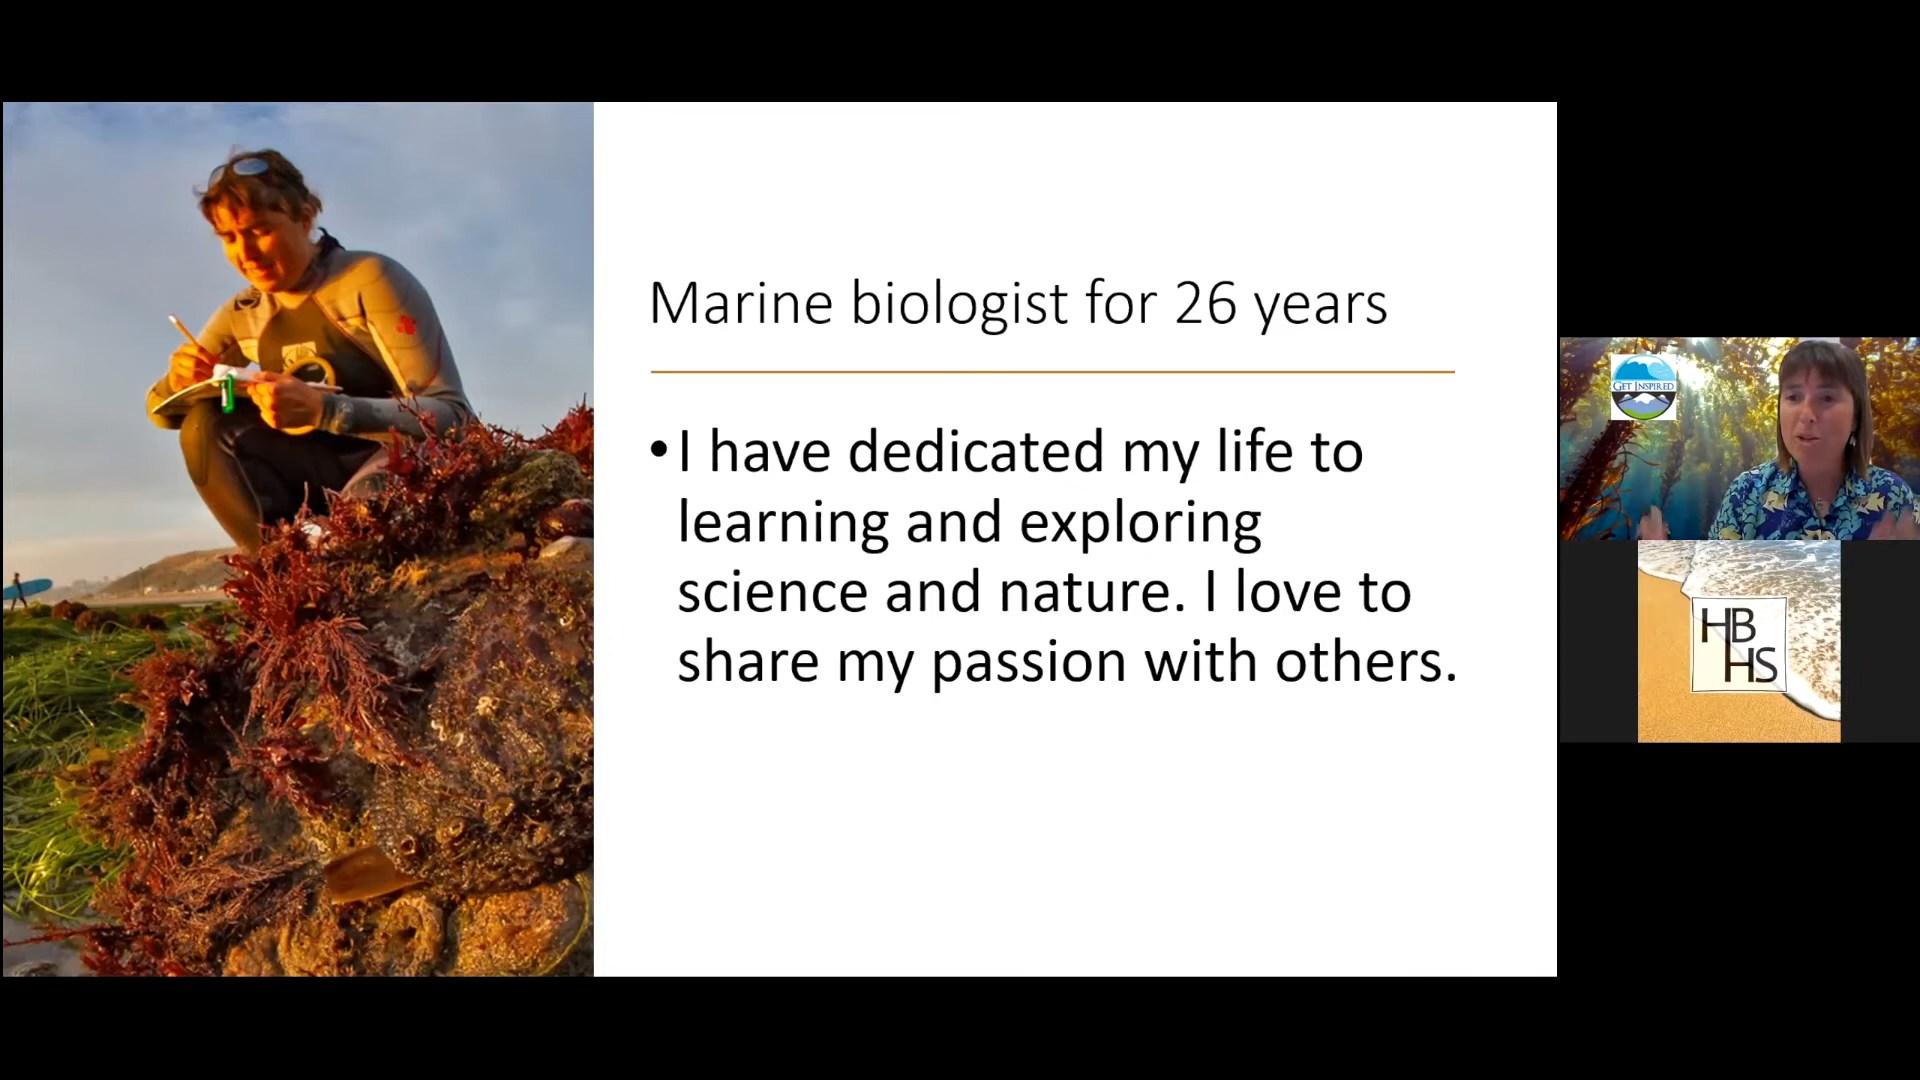 Marine biologist for 26 years
•I have dedicated my life to
learning and exploring
science and nature. I love to
share my passion with others.
GET INSPIRED
HB
HS